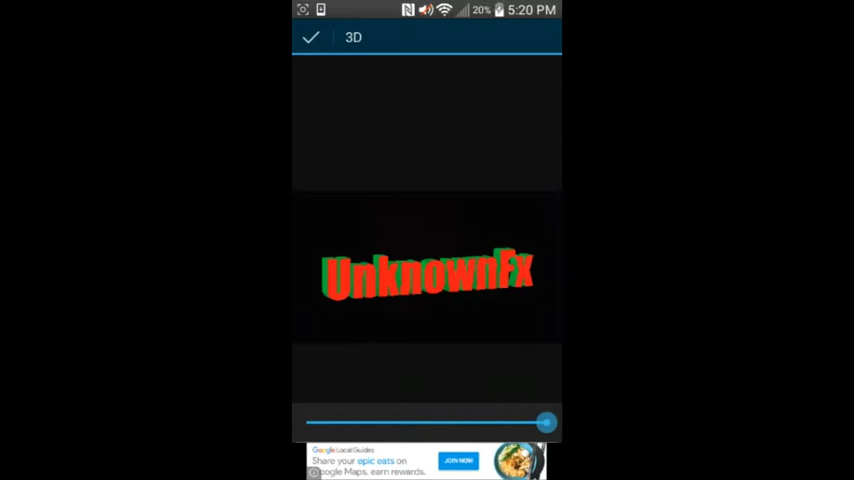 20% 5:20 PM
3D
UnknownFx
Google Local Guides
Share your epic eats on
Google Maps, earn rewards.
JOIN NOW